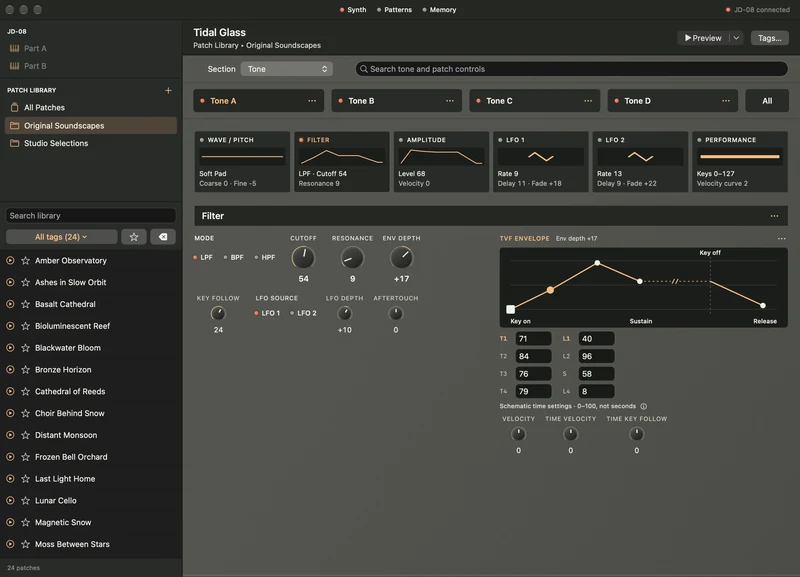 Synth Patterns Memory
JD-08 connected
JD-08
Part A
Part B
PATCH LIBRARY +
All Patches
Original Soundscapes
Studio Selections
Search library
All tags (24)
Amber Observatory
Ashes in Slow Orbit
Basalt Cathedral
Bioluminescent Reef
Blackwater Bloom
Bronze Horizon
Cathedral of Reeds
Choir Behind Snow
Distant Monsoon
Frozen Bell Orchard
Last Light Home
Lunar Cello
Magnetic Snow
Moss Between Stars
24 patches
Tidal Glass
Patch Library • Original Soundscapes
Preview
Tags...
Section Tone
Search tone and patch controls
Tone A ...
Tone B ...
Tone C ...
Tone D ...
All
WAVE / PITCH
Soft Pad
Coarse 0 · Fine -5
FILTER
LPF · Cutoff 54
Resonance 9
AMPLITUDE
Level 68
Velocity 0
LFO 1
Rate 9
Delay 11 · Fade +18
LFO 2
Rate 13
Delay 9 · Fade +22
PERFORMANCE
Keys 0–127
Velocity curve 2
Filter ...
MODE
LPF BPF HPF
CUTOFF
54
RESONANCE
9
ENV DEPTH
+17
KEY FOLLOW
24
LFO SOURCE
LFO 1 LFO 2
LFO DEPTH
+10
AFTERTOUCH
0
TVF ENVELOPE Env depth +17 ...
Key off
Key on Sustain Release
T1 71 L1 40
T2 84 L2 96
T3 76 S 58
T4 79 L4 8
Schematic time settings · 0–100, not seconds
VELOCITY
0
TIME VELOCITY
0
TIME KEY FOLLOW
0